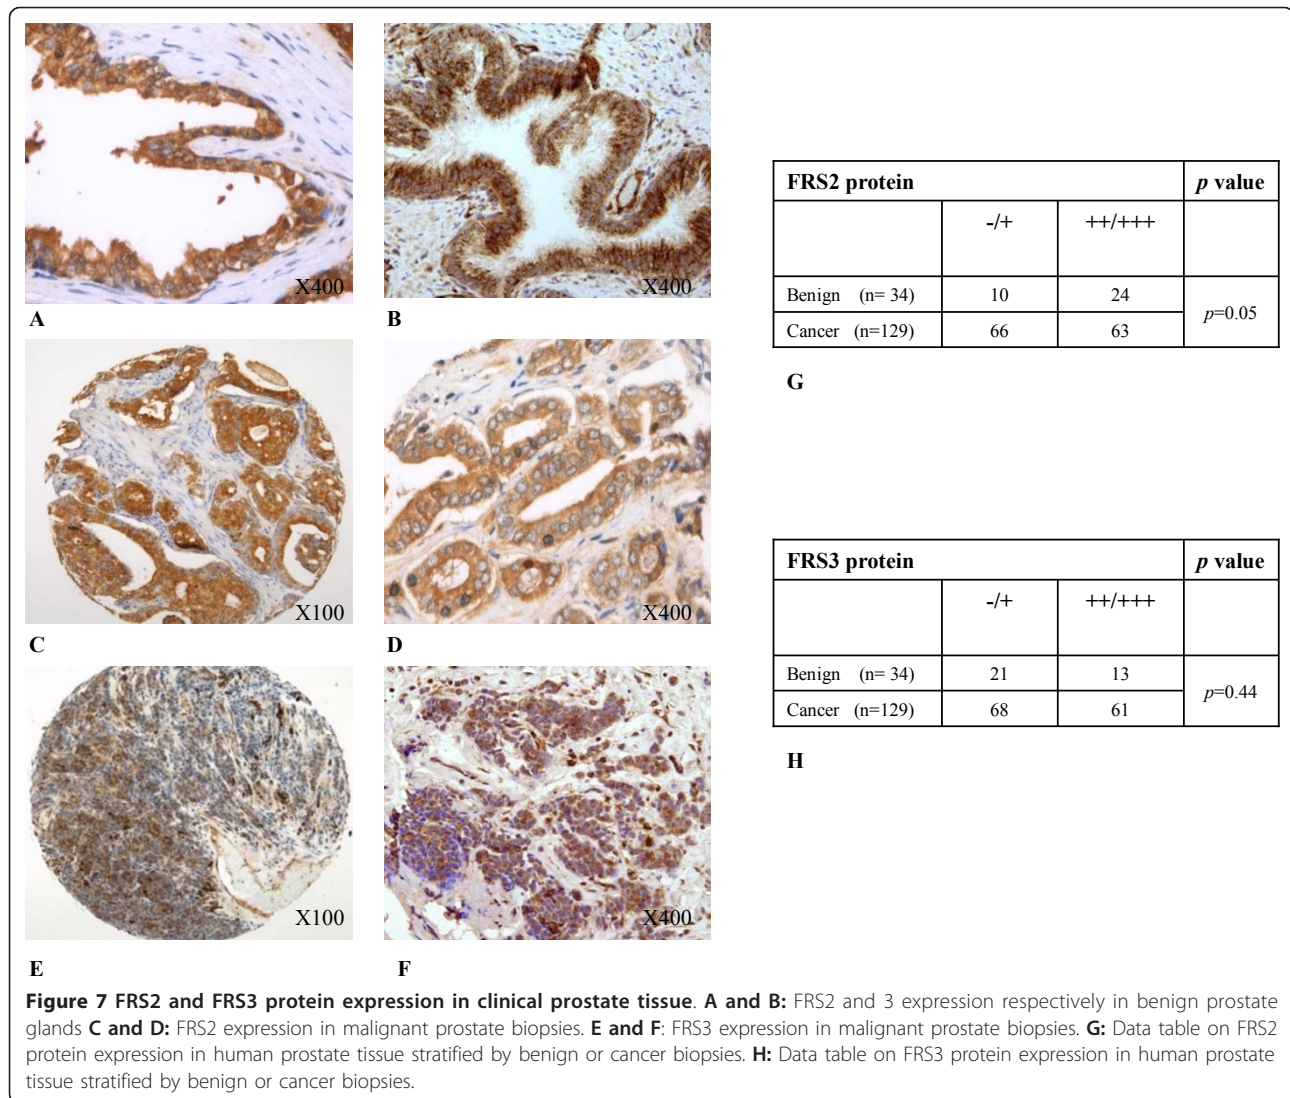 X400
A
X400
B
X100
C
X400
D
X100
E
X400
F
FRS2 protein p value
-/+ ++/+++
Benign (n= 34) 10 24
p=0.05
Cancer (n=129) 66 63
G
FRS3 protein p value
-/+ ++/+++
Benign (n= 34) 21 13
p=0.44
Cancer (n=129) 68 61
H
Figure 7 FRS2 and FRS3 protein expression in clinical prostate tissue. A and B: FRS2 and 3 expression respectively in benign prostate
glands C and D: FRS2 expression in malignant prostate biopsies. E and F: FRS3 expression in malignant prostate biopsies. G: Data table on FRS2
protein expression in human prostate tissue stratified by benign or cancer biopsies. H: Data table on FRS3 protein expression in human prostate
tissue stratified by benign or cancer biopsies.